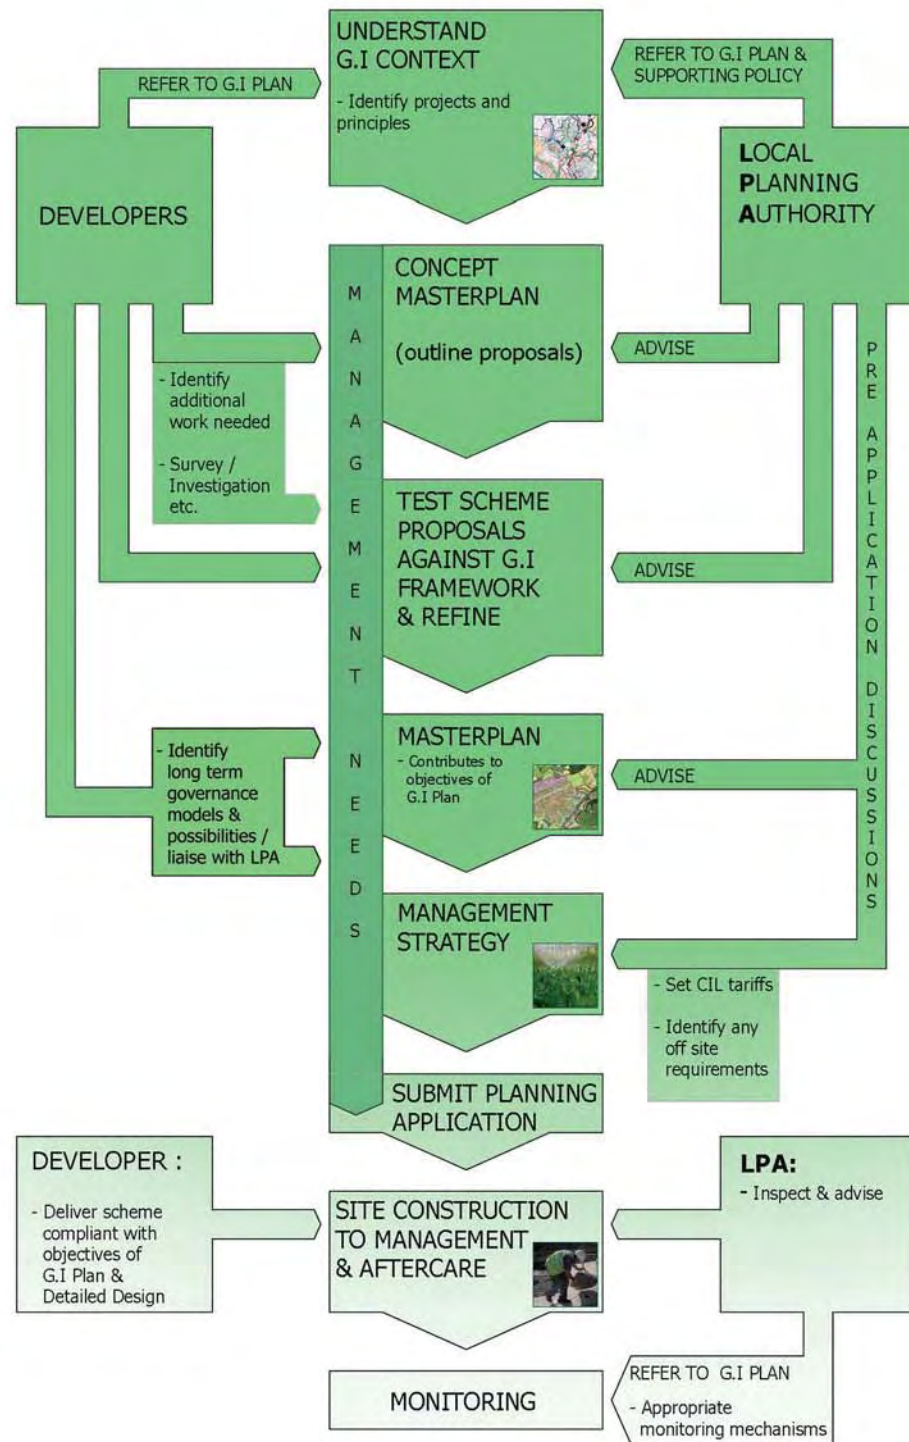 UNDERSTAND
G.I CONTEXT
- Identify projects and
principles
REFER TO G.I PLAN
REFER TO G.I PLAN &
SUPPORTING POLICY
DEVELOPERS
LOCAL
PLANNING
AUTHORITY
MANAGEMENT NEEDS
CONCEPT
MASTERPLAN
(outline proposals)
ADVISE
PRE APPLICATION DISCUSSIONS
- Identify
additional
work needed
- Survey /
Investigation
etc.
TEST SCHEME
PROPOSALS
AGAINST G.I
FRAMEWORK
& REFINE
ADVISE
- Identify
long term
governance
models &
possibilities /
liaise with LPA
MASTERPLAN
- Contributes to
objectives of
G.I Plan
ADVISE
MANAGEMENT
STRATEGY
- Set CIL tariffs
- Identify any
off site
requirements
SUBMIT PLANNING
APPLICATION
DEVELOPER :
- Deliver scheme
compliant with
objectives of
G.I Plan &
Detailed Design
SITE CONSTRUCTION
TO MANAGEMENT
& AFTERCARE
LPA:
- Inspect & advise
MONITORING
REFER TO G.I PLAN
- Appropriate
monitoring mechanisms